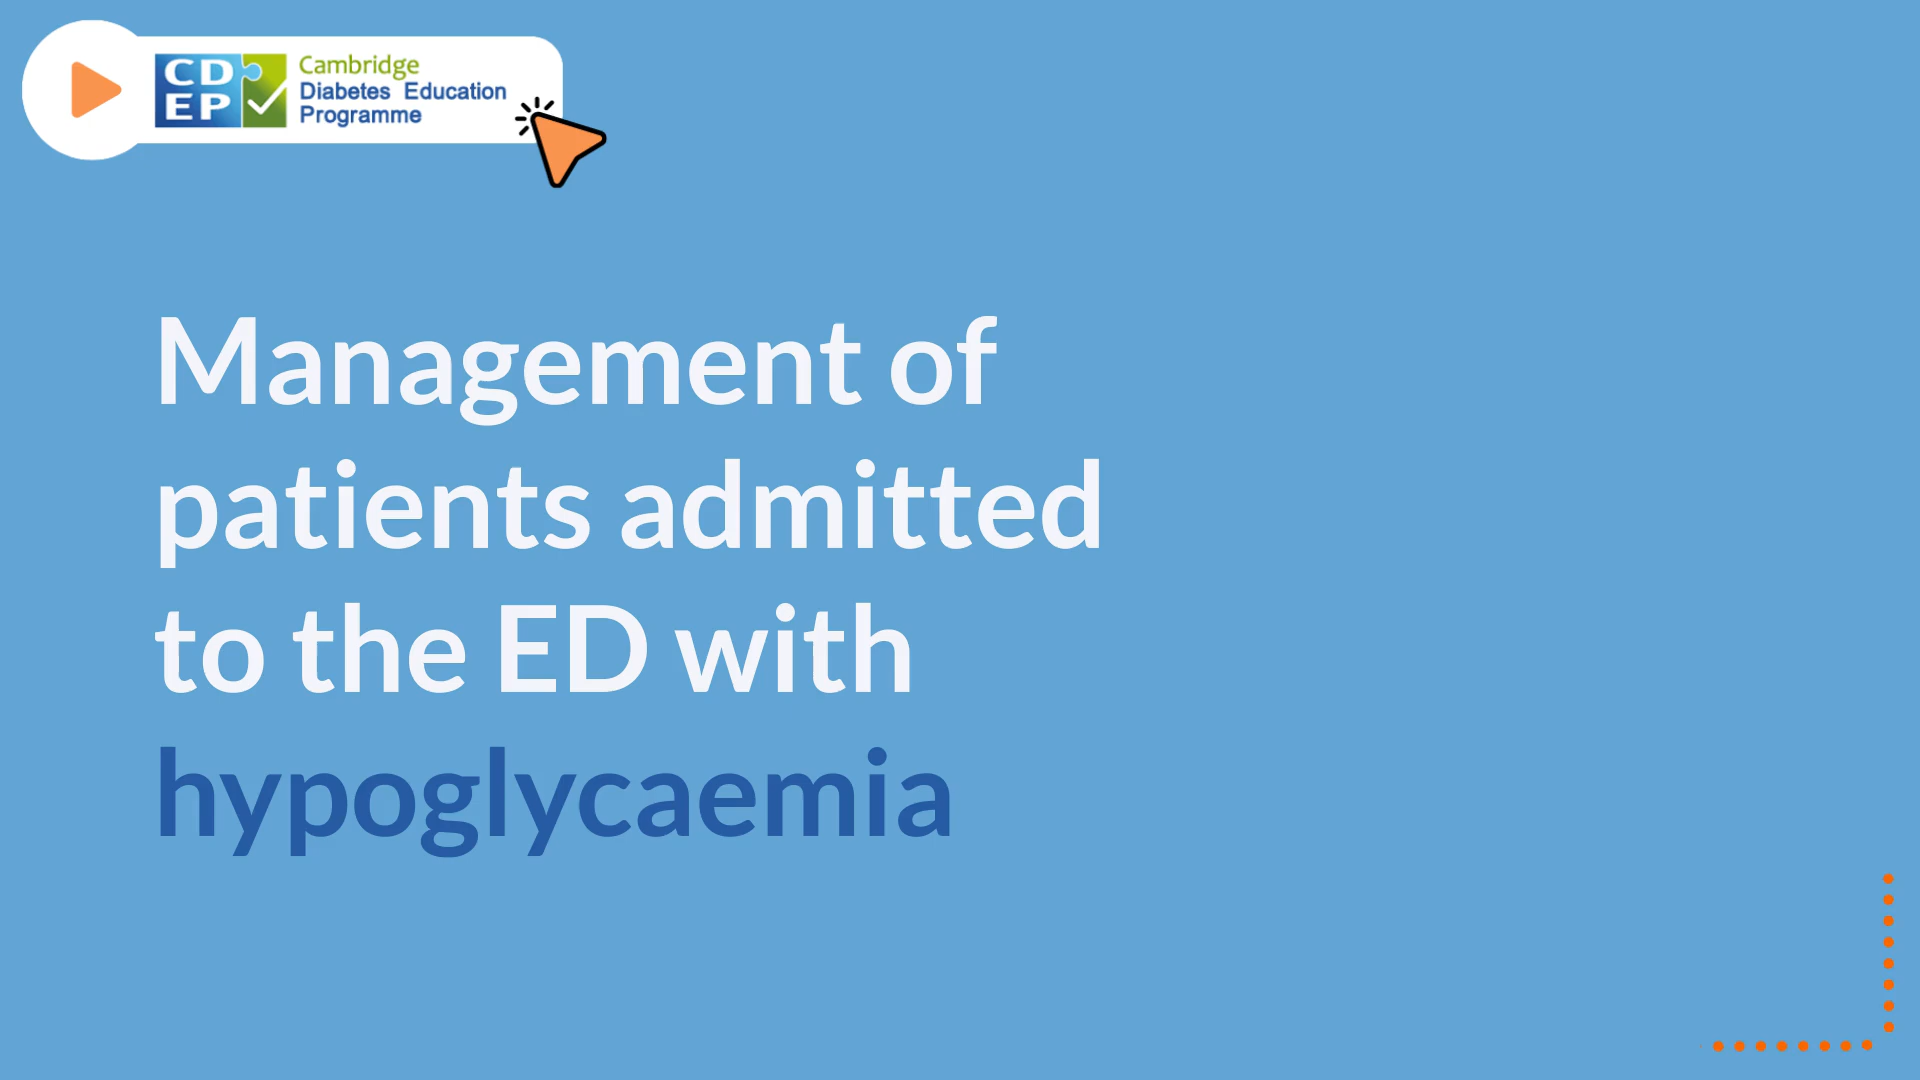 CD
EP
Cambridge
Diabetes Education
Programme
Management of
patients admitted
to the ED with
hypoglycaemia